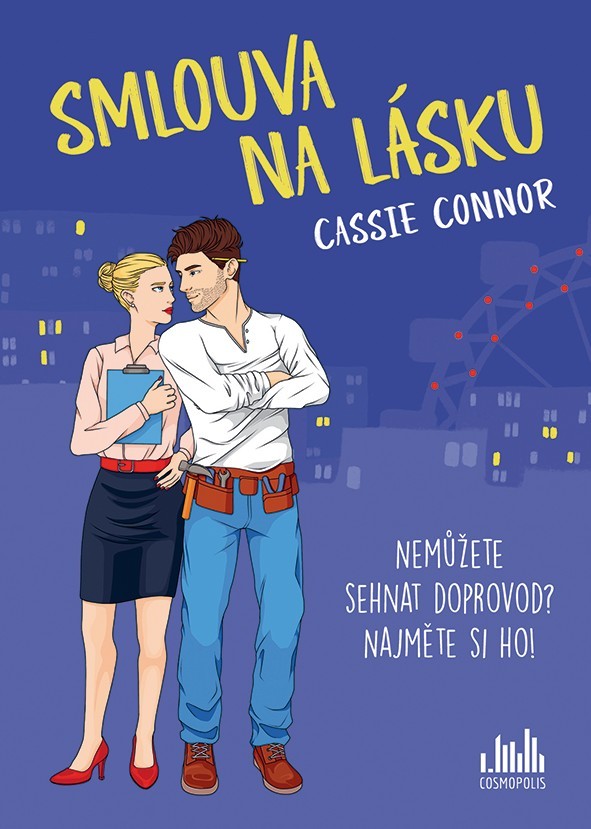 SMLOUVA
NA LÁSKU
CASSIE CONNOR
NEMŮŽETE
SEHNAT DOPROVOD?
NAJMĚTE SI HO!
COSMOPOLIS